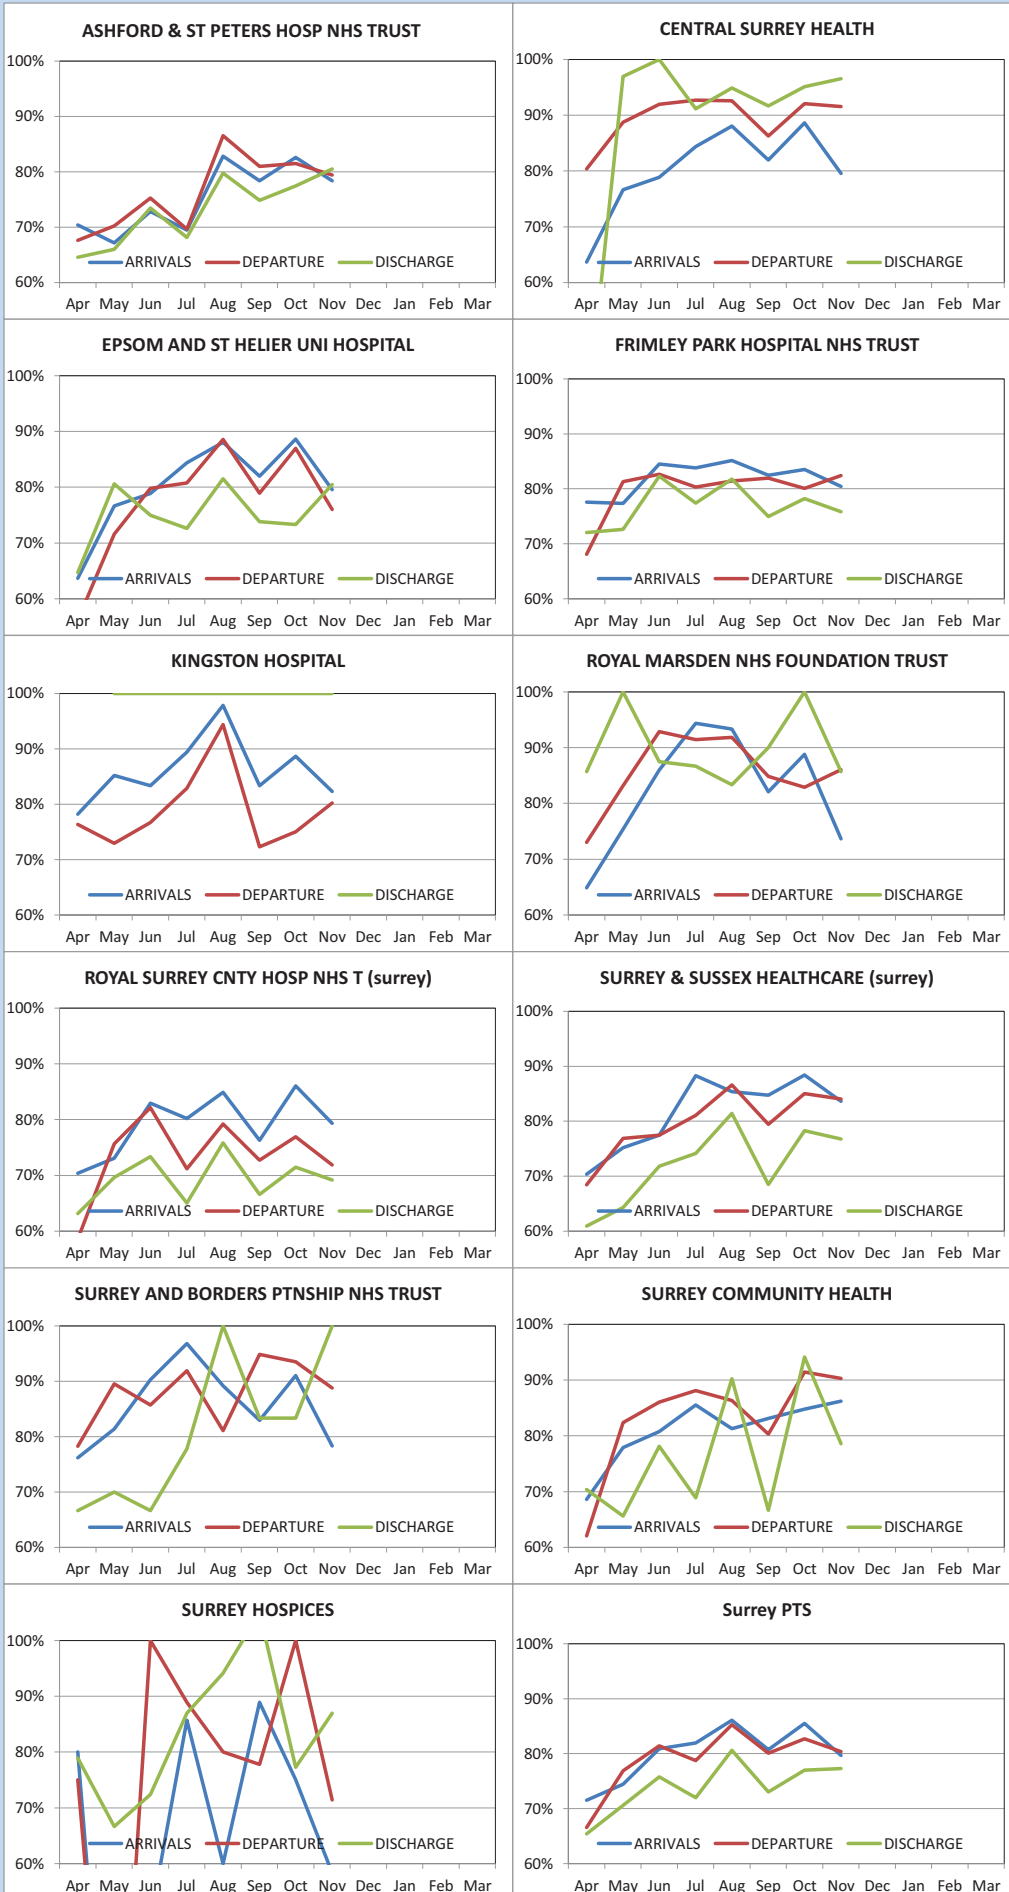 ASHFORD & ST PETERS HOSP NHS TRUST
100%
90%
80%
70%
60%
ARRIVALS DEPARTURE DISCHARGE
Apr May Jun Jul Aug Sep Oct Nov Dec Jan Feb Mar
CENTRAL SURREY HEALTH
100%
90%
80%
70%
60%
ARRIVALS DEPARTURE DISCHARGE
Apr May Jun Jul Aug Sep Oct Nov Dec Jan Feb Mar
EPSOM AND ST HELIER UNI HOSPITAL
100%
90%
80%
70%
60%
ARRIVALS DEPARTURE DISCHARGE
Apr May Jun Jul Aug Sep Oct Nov Dec Jan Feb Mar
FRIMLEY PARK HOSPITAL NHS TRUST
100%
90%
80%
70%
60%
ARRIVALS DEPARTURE DISCHARGE
Apr May Jun Jul Aug Sep Oct Nov Dec Jan Feb Mar
KINGSTON HOSPITAL
100%
90%
80%
70%
60%
ARRIVALS DEPARTURE DISCHARGE
Apr May Jun Jul Aug Sep Oct Nov Dec Jan Feb Mar
ROYAL MARSDEN NHS FOUNDATION TRUST
100%
90%
80%
70%
60%
ARRIVALS DEPARTURE DISCHARGE
Apr May Jun Jul Aug Sep Oct Nov Dec Jan Feb Mar
ROYAL SURREY CNTY HOSP NHS T (surrey)
100%
90%
80%
70%
60%
ARRIVALS DEPARTURE DISCHARGE
Apr May Jun Jul Aug Sep Oct Nov Dec Jan Feb Mar
SURREY & SUSSEX HEALTHCARE (surrey)
100%
90%
80%
70%
60%
ARRIVALS DEPARTURE DISCHARGE
Apr May Jun Jul Aug Sep Oct Nov Dec Jan Feb Mar
SURREY AND BORDERS PTNSHIP NHS TRUST
100%
90%
80%
70%
60%
ARRIVALS DEPARTURE DISCHARGE
Apr May Jun Jul Aug Sep Oct Nov Dec Jan Feb Mar
SURREY COMMUNITY HEALTH
100%
90%
80%
70%
60%
ARRIVALS DEPARTURE DISCHARGE
Apr May Jun Jul Aug Sep Oct Nov Dec Jan Feb Mar
SURREY HOSPICES
100%
90%
80%
70%
60%
ARRIVALS DEPARTURE DISCHARGE
Apr May Jun Jul Aug Sep Oct Nov Dec Jan Feb Mar
Surrey PTS
100%
90%
80%
70%
60%
ARRIVALS DEPARTURE DISCHARGE
Apr May Jun Jul Aug Sep Oct Nov Dec Jan Feb Mar